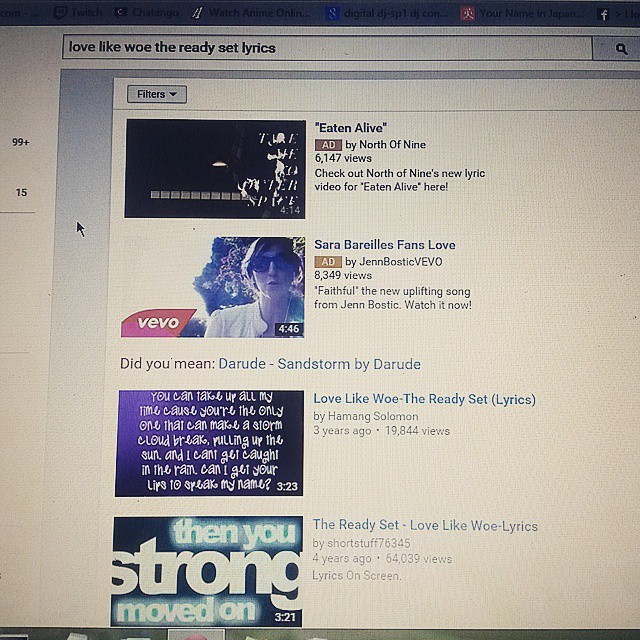 Twitch
Chatango
Watch Anime Onlin...
digital dj-sp1 dj con...
Your Name In Japan...
love like woe the ready set lyrics
Filters
99+
15
"Eaten Alive"
AD by North Of Nine
6,147 views
Check out North of Nine's new lyric
video for "Eaten Alive" here!
4:14
Sara Bareilles Fans Love
AD by JennBosticVEVO
8,349 views
"Faithful" the new uplifting song
from Jenn Bostic. Watch it now!
vevo
4:46
Did you mean: Darude - Sandstorm by Darude
You can take up all my
time cause you're the only
one that can make a storm
cloud break, pulling up the
sun. and I cant get caught
in the rain. can I get your
lips to speak my name?
3:23
Love Like Woe-The Ready Set (Lyrics)
by Hamang Solomon
3 years ago • 19,844 views
then you
strong
moved on
3:21
The Ready Set - Love Like Woe-Lyrics
by shortstuff76345
4 years ago • 64,039 views
Lyrics On Screen.